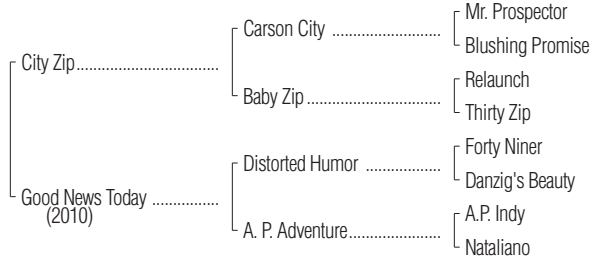 Mr. Prospector
Carson City ....................
Blushing Promise
City Zip..........................
Relaunch
Baby Zip.........................
Thirty Zip
Forty Niner
Distorted Humor ..............
Danzig's Beauty
Good News Today ............
(2010)
A.P. Indy
A. P. Adventure.................
Nataliano